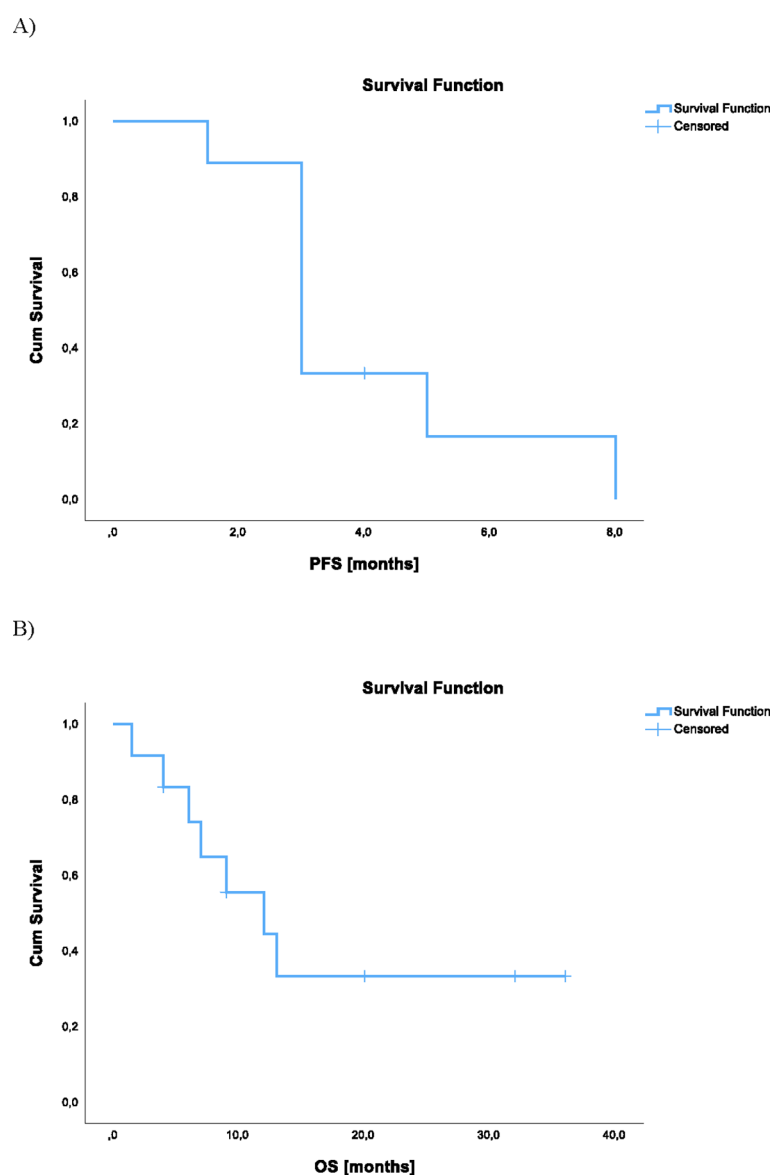 A)
Survival Function
Survival Function
Censored
1,0
0,8
0,6
0,4
0,2
0,0
Cum Survival
,0 2,0 4,0 6,0 8,0
PFS [months]
B)
Survival Function
Survival Function
Censored
1,0
0,8
0,6
0,4
0,2
0,0
Cum Survival
,0 10,0 20,0 30,0 40,0
OS [months]